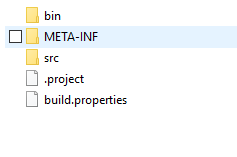 bin
META-INF
src
.project
build.properties